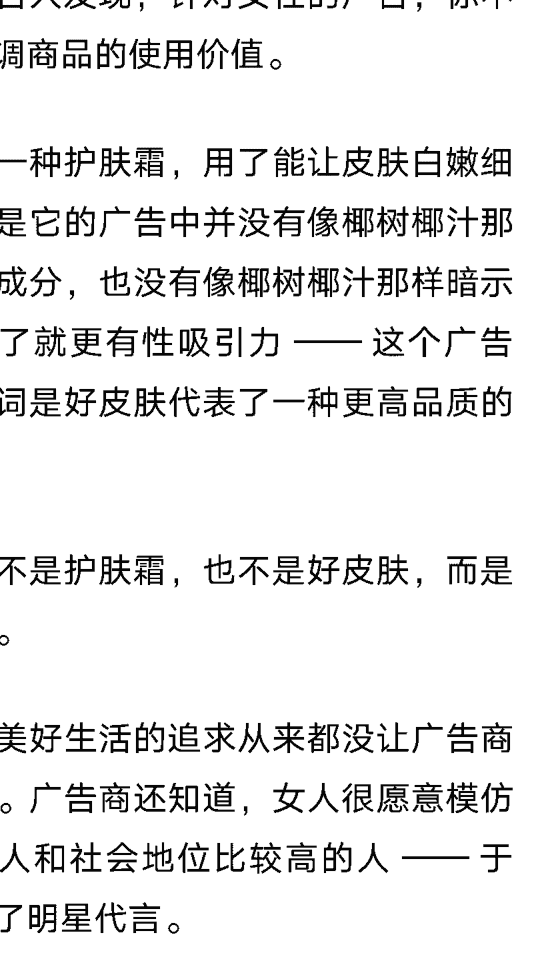 调商品的使用价值。
一种护肤霜，用了能让皮肤白嫩细
是它的广告中并没有像椰树椰汁那
成分，也没有像椰树椰汁那样暗示
了就更有性吸引力 —— 这个广告
词是好皮肤代表了一种更高品质的
不是护肤霜，也不是好皮肤，而是
。
美好生活的追求从来都没让广告商
。广告商还知道，女人很愿意模仿
人和社会地位比较高的人 —— 于
了明星代言。